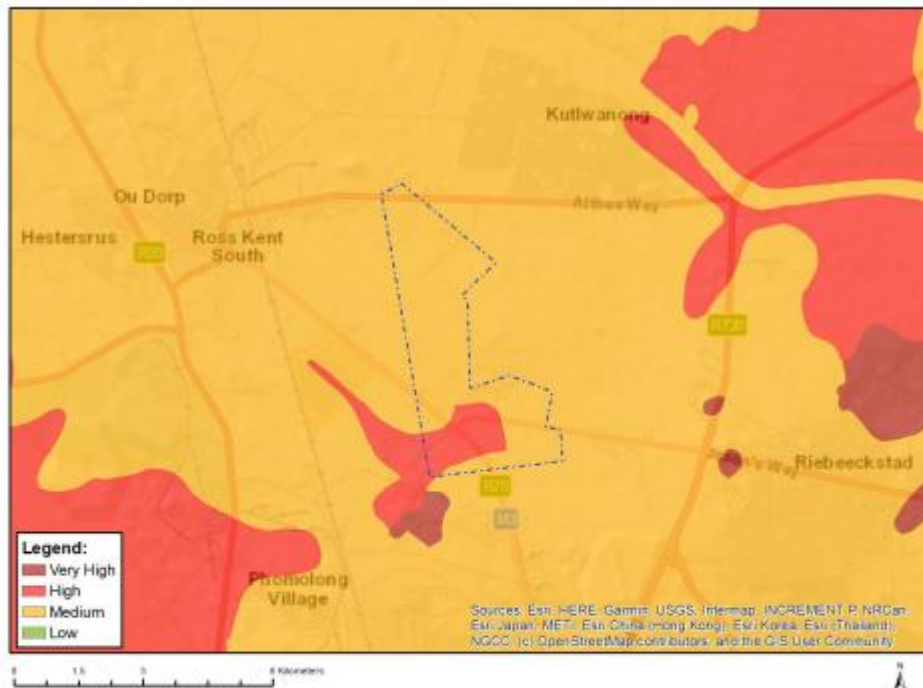 Kutlwanong
Ou Dorp
Althea Way
Hestersrus
Ross Kent
South
R30
R730
Riebeeckstad
Legend:
Very High
High
Medium
Low
Phomolong
Village
Sources: Esri, HERE, Garmin, USGS, Intermap, INCREMENT P, NRCan,
Esri Japan, METI, Esri China (Hong Kong), Esri Korea, Esri (Thailand),
NGCC, (c) OpenStreetMap contributors, and the GIS User Community
0 1.5 3 6 Kilometers
N